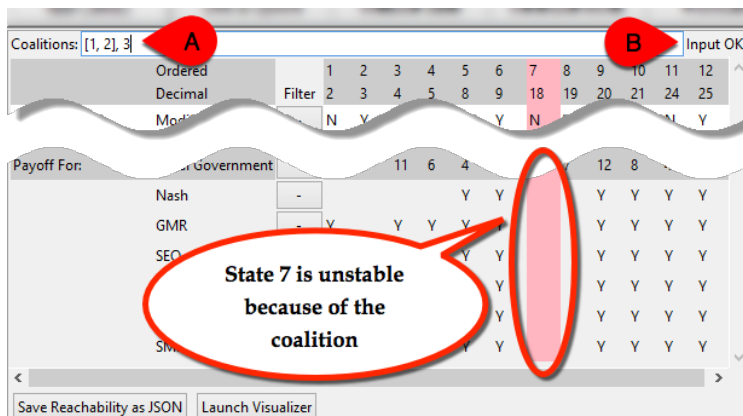 Coalitions: [1, 2], 3 A B Input OK
Ordered 1 2 3 4 5 6 7 8 9 10 11 12
Decimal Filter 2 3 4 5 8 9 18 19 20 21 24 25
N Y Y N Y
Payoff For: Government 11 6 4 12 8
Nash - Y Y Y Y Y Y
GMR - Y Y Y Y Y Y Y Y Y
SEQ Y Y Y Y Y Y
Y Y Y Y Y
Y Y Y Y Y
Y Y Y Y Y Y
State 7 is unstable
because of the
coalition
Save Reachability as JSON Launch Visualizer